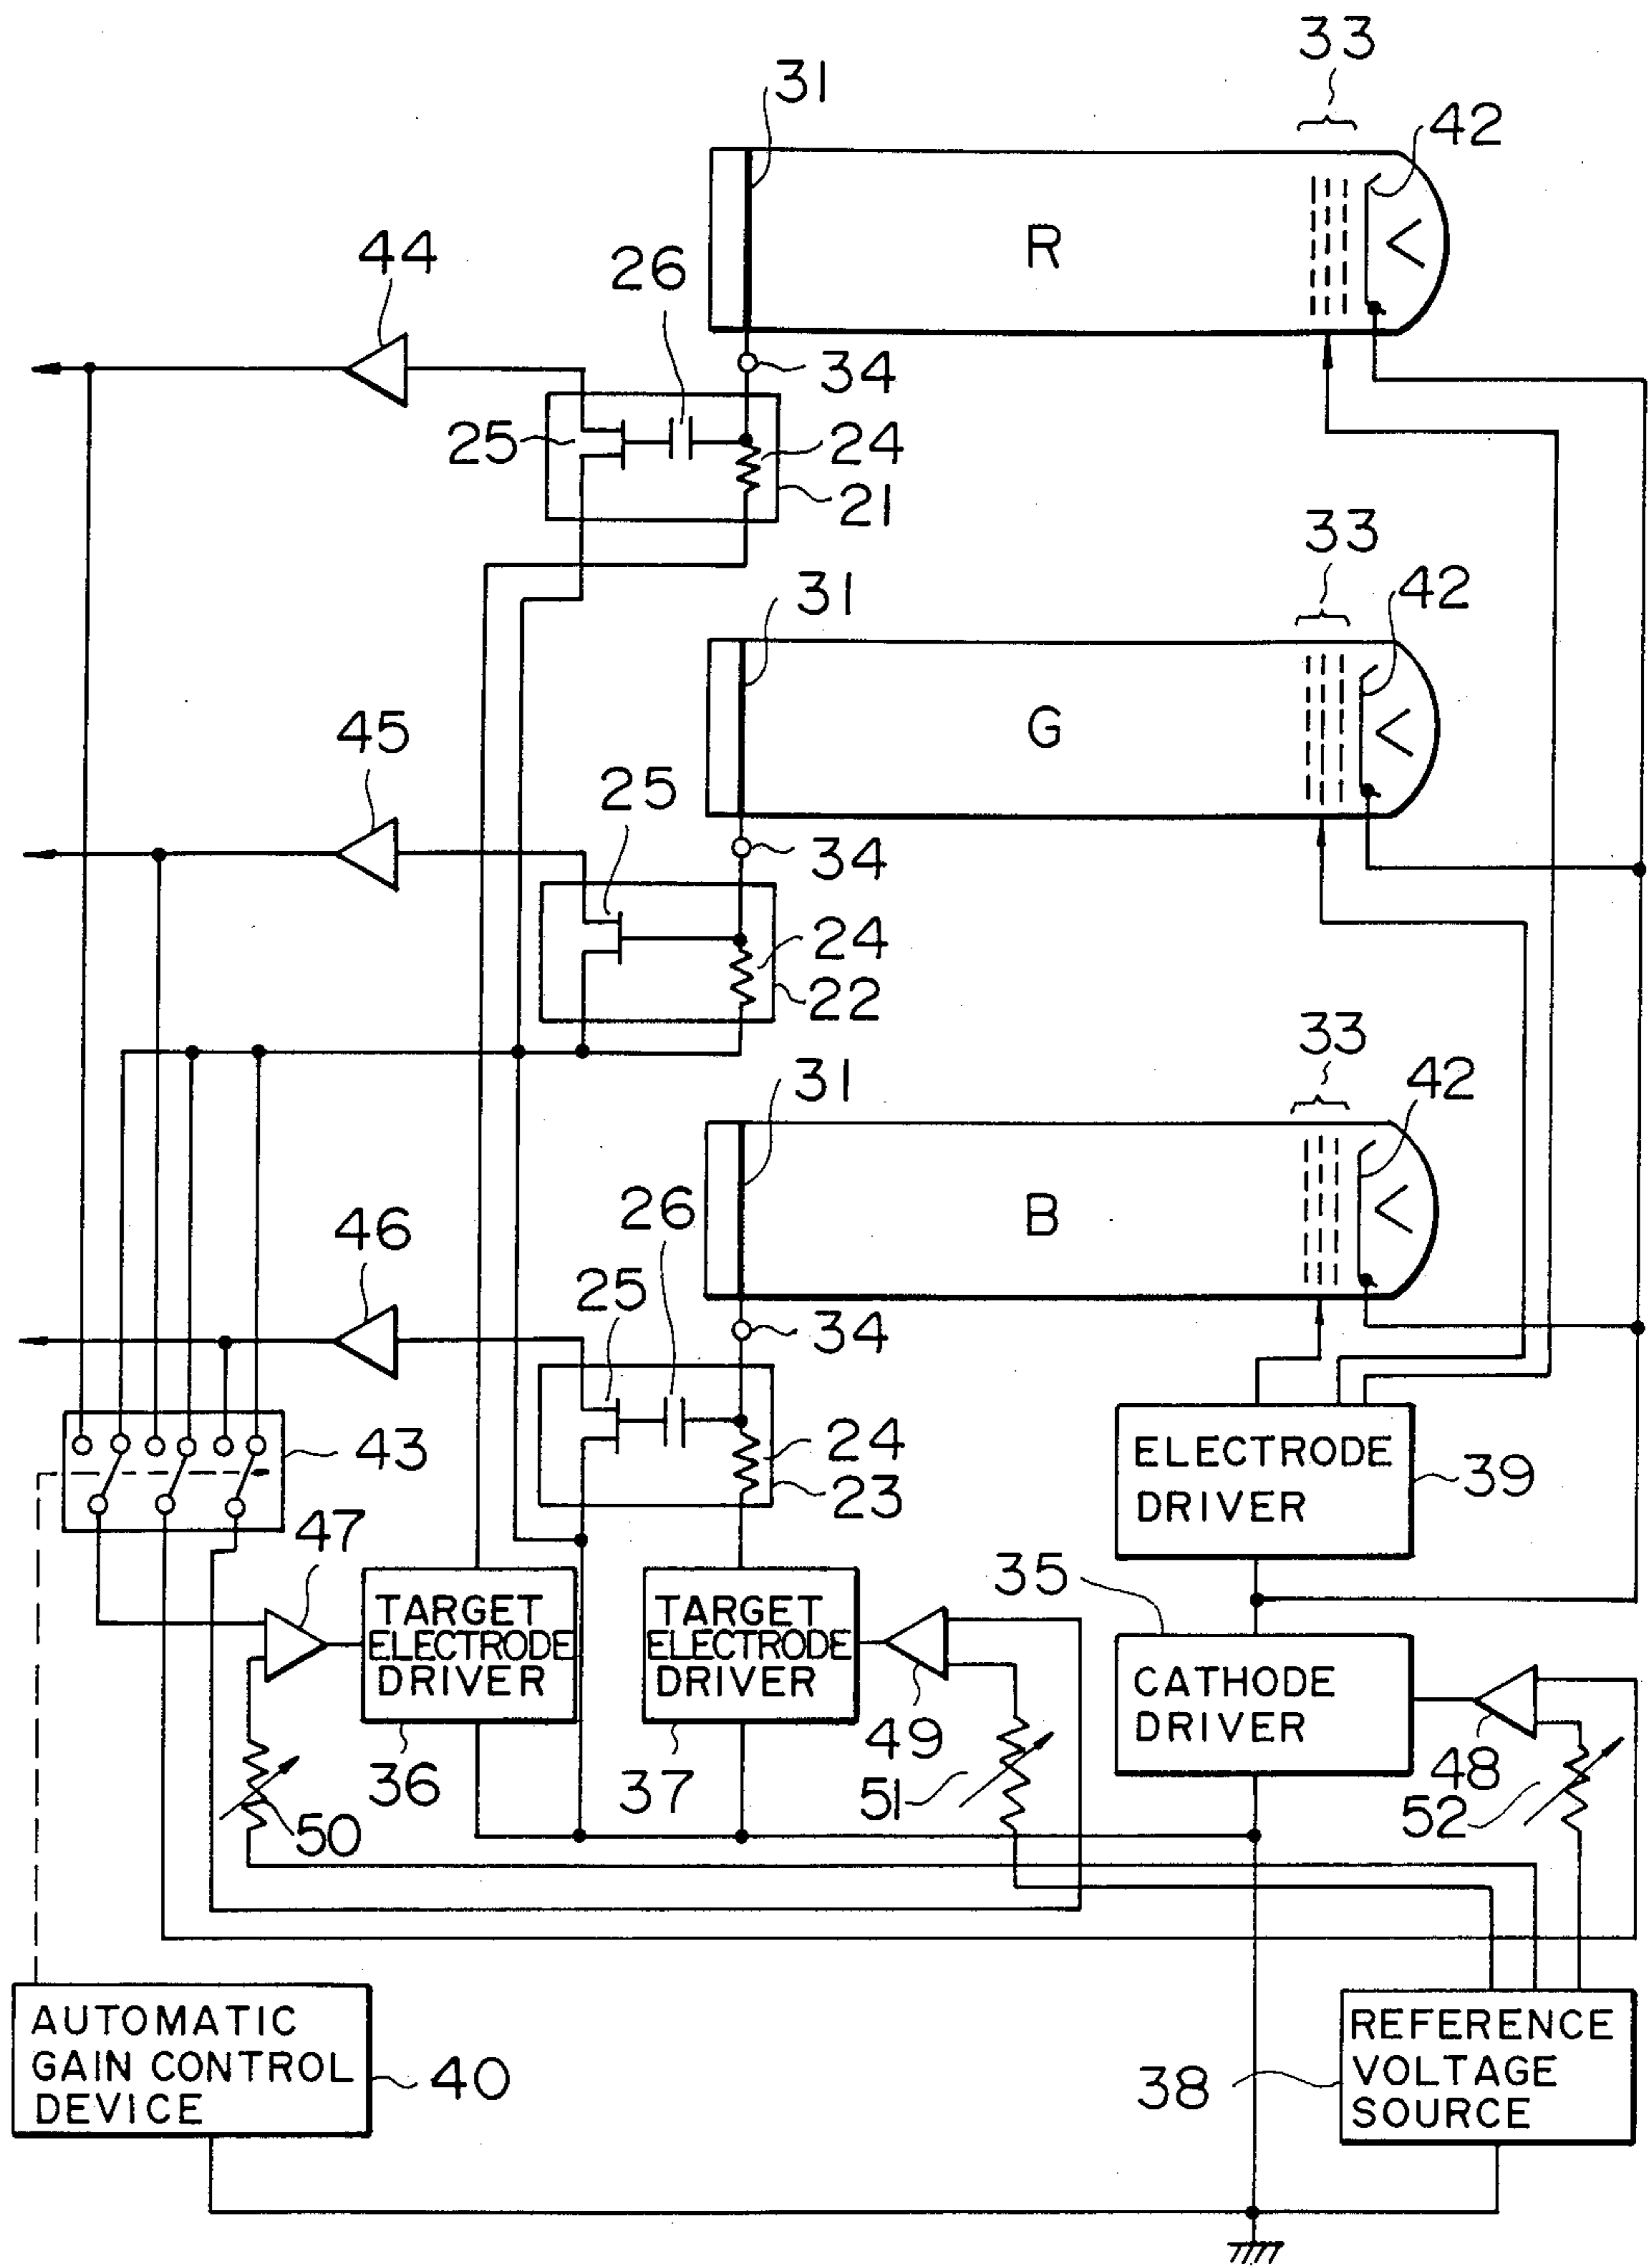 33
31
42
R
44
26
34
25
24
21
33
31
42
G
45
25
34
24
22
33
31
42
B
46
26
25
34
24
43
23
ELECTRODE
DRIVER
39
47
35
TARGET
ELECTRODE
DRIVER
TARGET
ELECTRODE
DRIVER
CATHODE
DRIVER
49
48
36
37
51
52
50
AUTOMATIC
GAIN CONTROL
DEVICE
40
38
REFERENCE
VOLTAGE
SOURCE